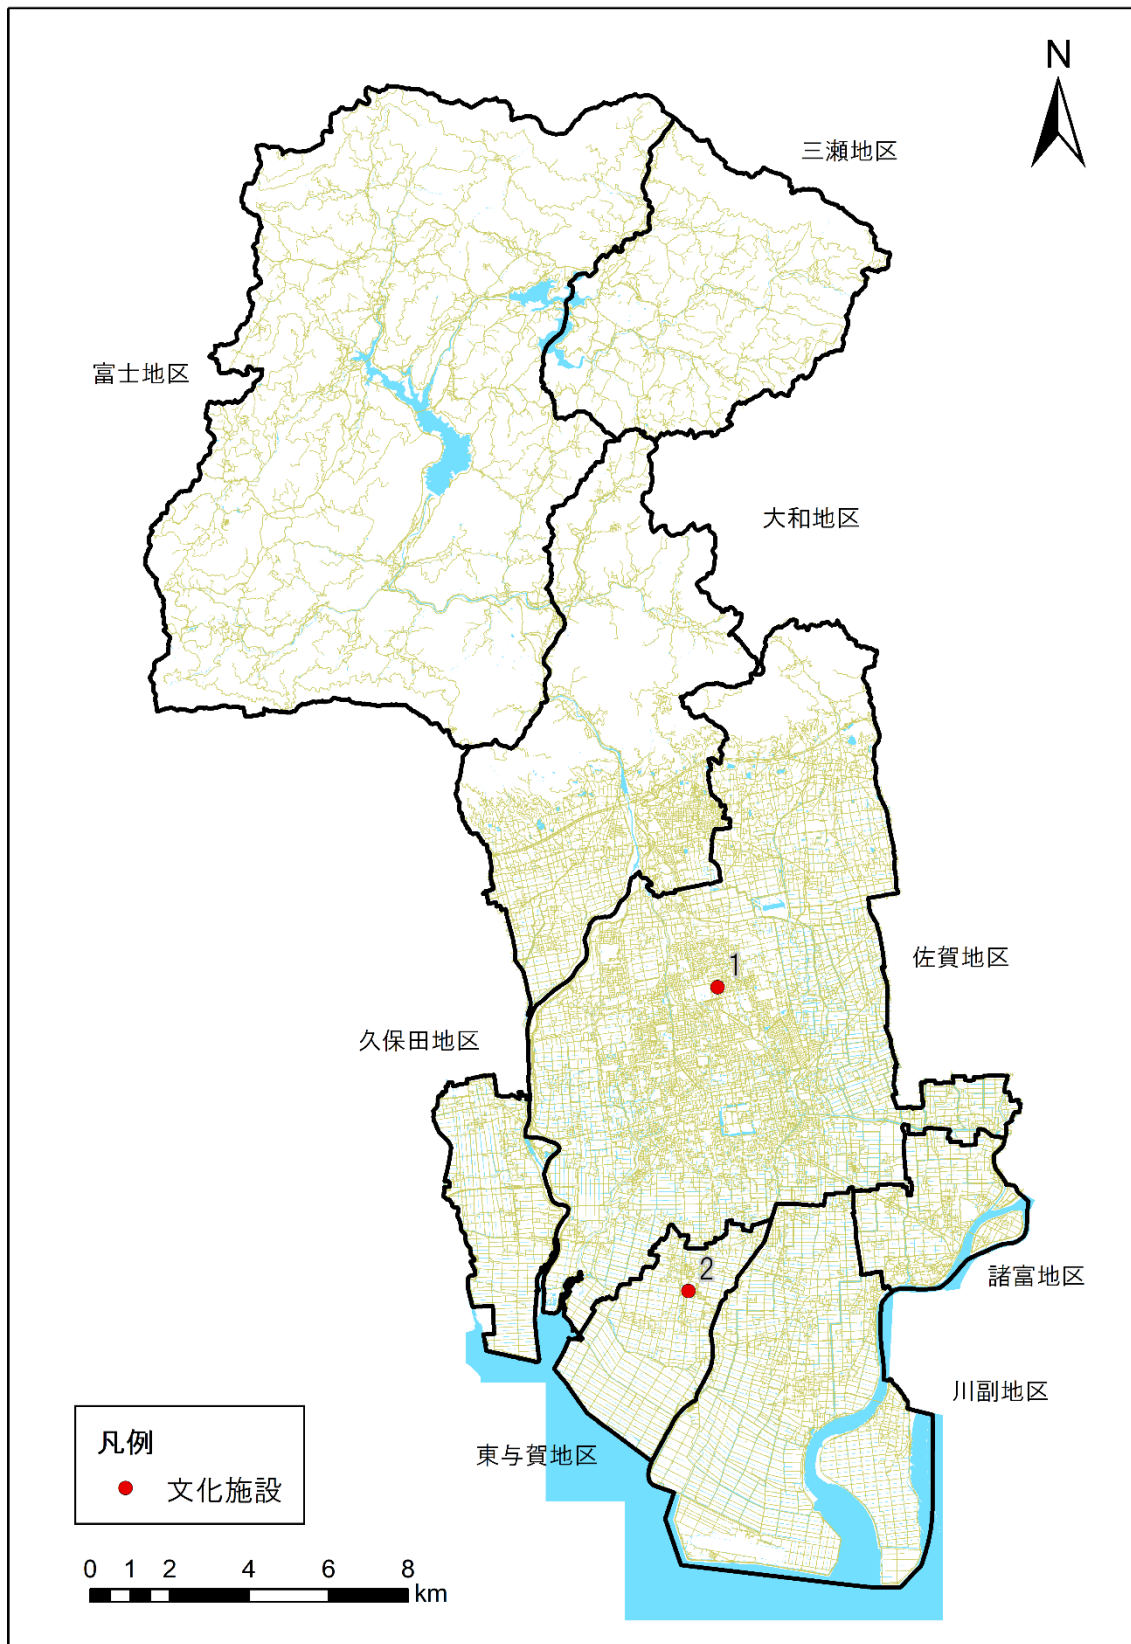 N
三瀬地区
富士地区
大和地区
佐賀地区
1
久保田地区
2
諸富地区
川副地区
東与賀地区
凡例
文化施設
0 1 2 4 6 8
km